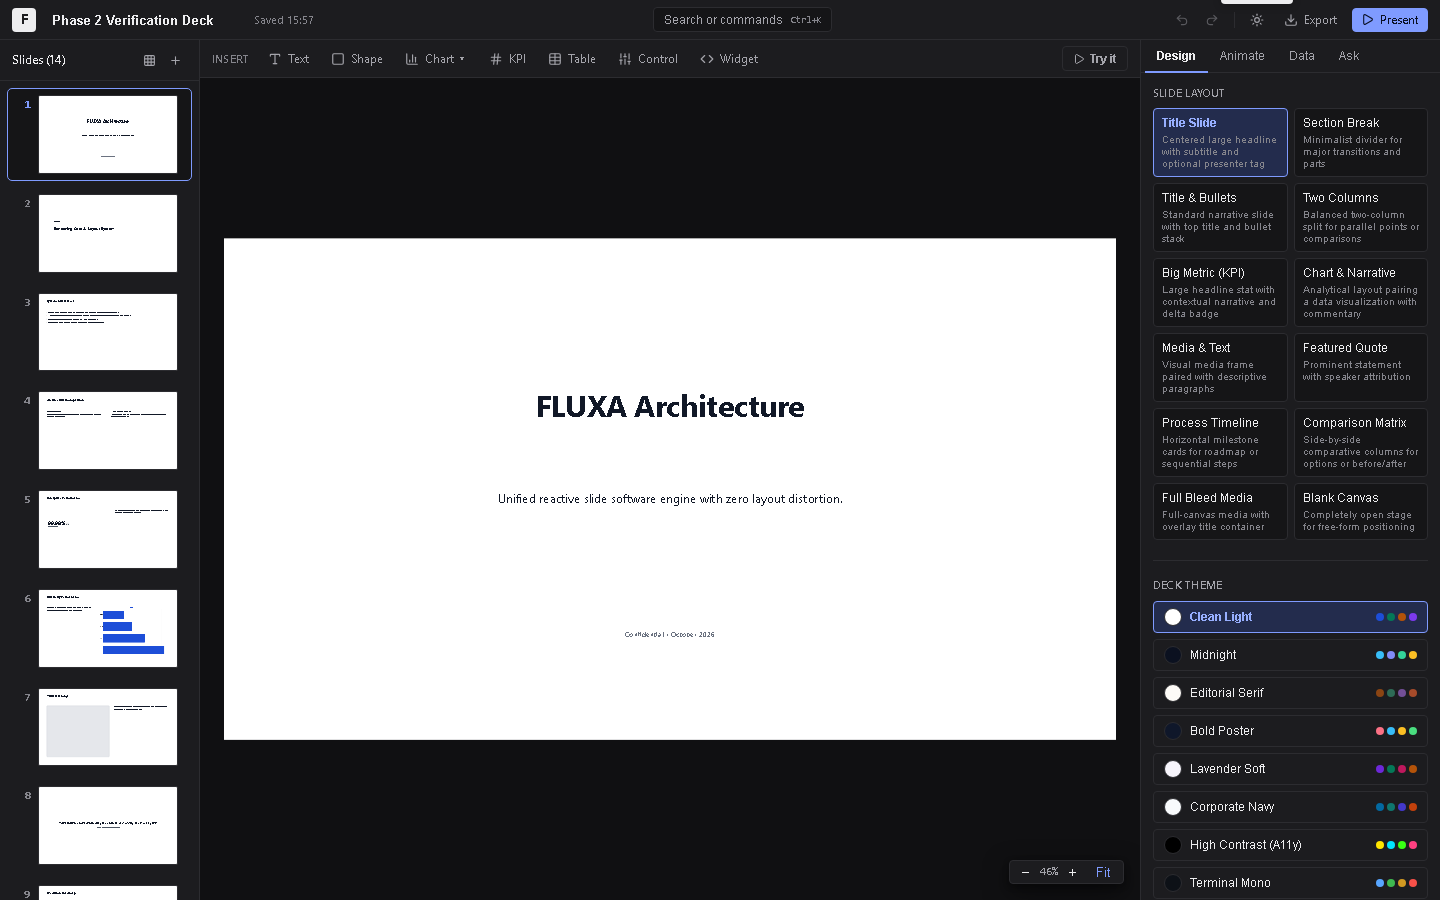 F
Phase 2 Verification Deck
Saved 15:57
Search or commands Ctrl+K
Export
Present
Slides (14)
INSERT
Text
Shape
Chart
KPI
Table
Control
Widget
Try it
Design
Animate
Data
Ask
1
FLUXA Architecture
2
3
4
5
6
7
8
9
FLUXA Architecture
Unified reactive slide software engine with zero layout distortion.
Confidential • October 2026
46%
Fit
SLIDE LAYOUT
Title Slide
Centered large headline
with subtitle and
optional presenter tag
Section Break
Minimalist divider for
major transitions and
parts
Title & Bullets
Standard narrative slide
with top title and bullet
stack
Two Columns
Balanced two-column
split for parallel points or
comparisons
Big Metric (KPI)
Large headline stat with
contextual narrative and
delta badge
Chart & Narrative
Analytical layout pairing
a data visualization with
commentary
Media & Text
Visual media frame
paired with descriptive
paragraphs
Featured Quote
Prominent statement
with speaker attribution
Process Timeline
Horizontal milestone
cards for roadmap or
sequential steps
Comparison Matrix
Side-by-side
comparative columns for
options or before/after
Full Bleed Media
Full-canvas media with
overlay title container
Blank Canvas
Completely open stage
for free-form positioning
DECK THEME
Clean Light
Midnight
Editorial Serif
Bold Poster
Lavender Soft
Corporate Navy
High Contrast (A11y)
Terminal Mono